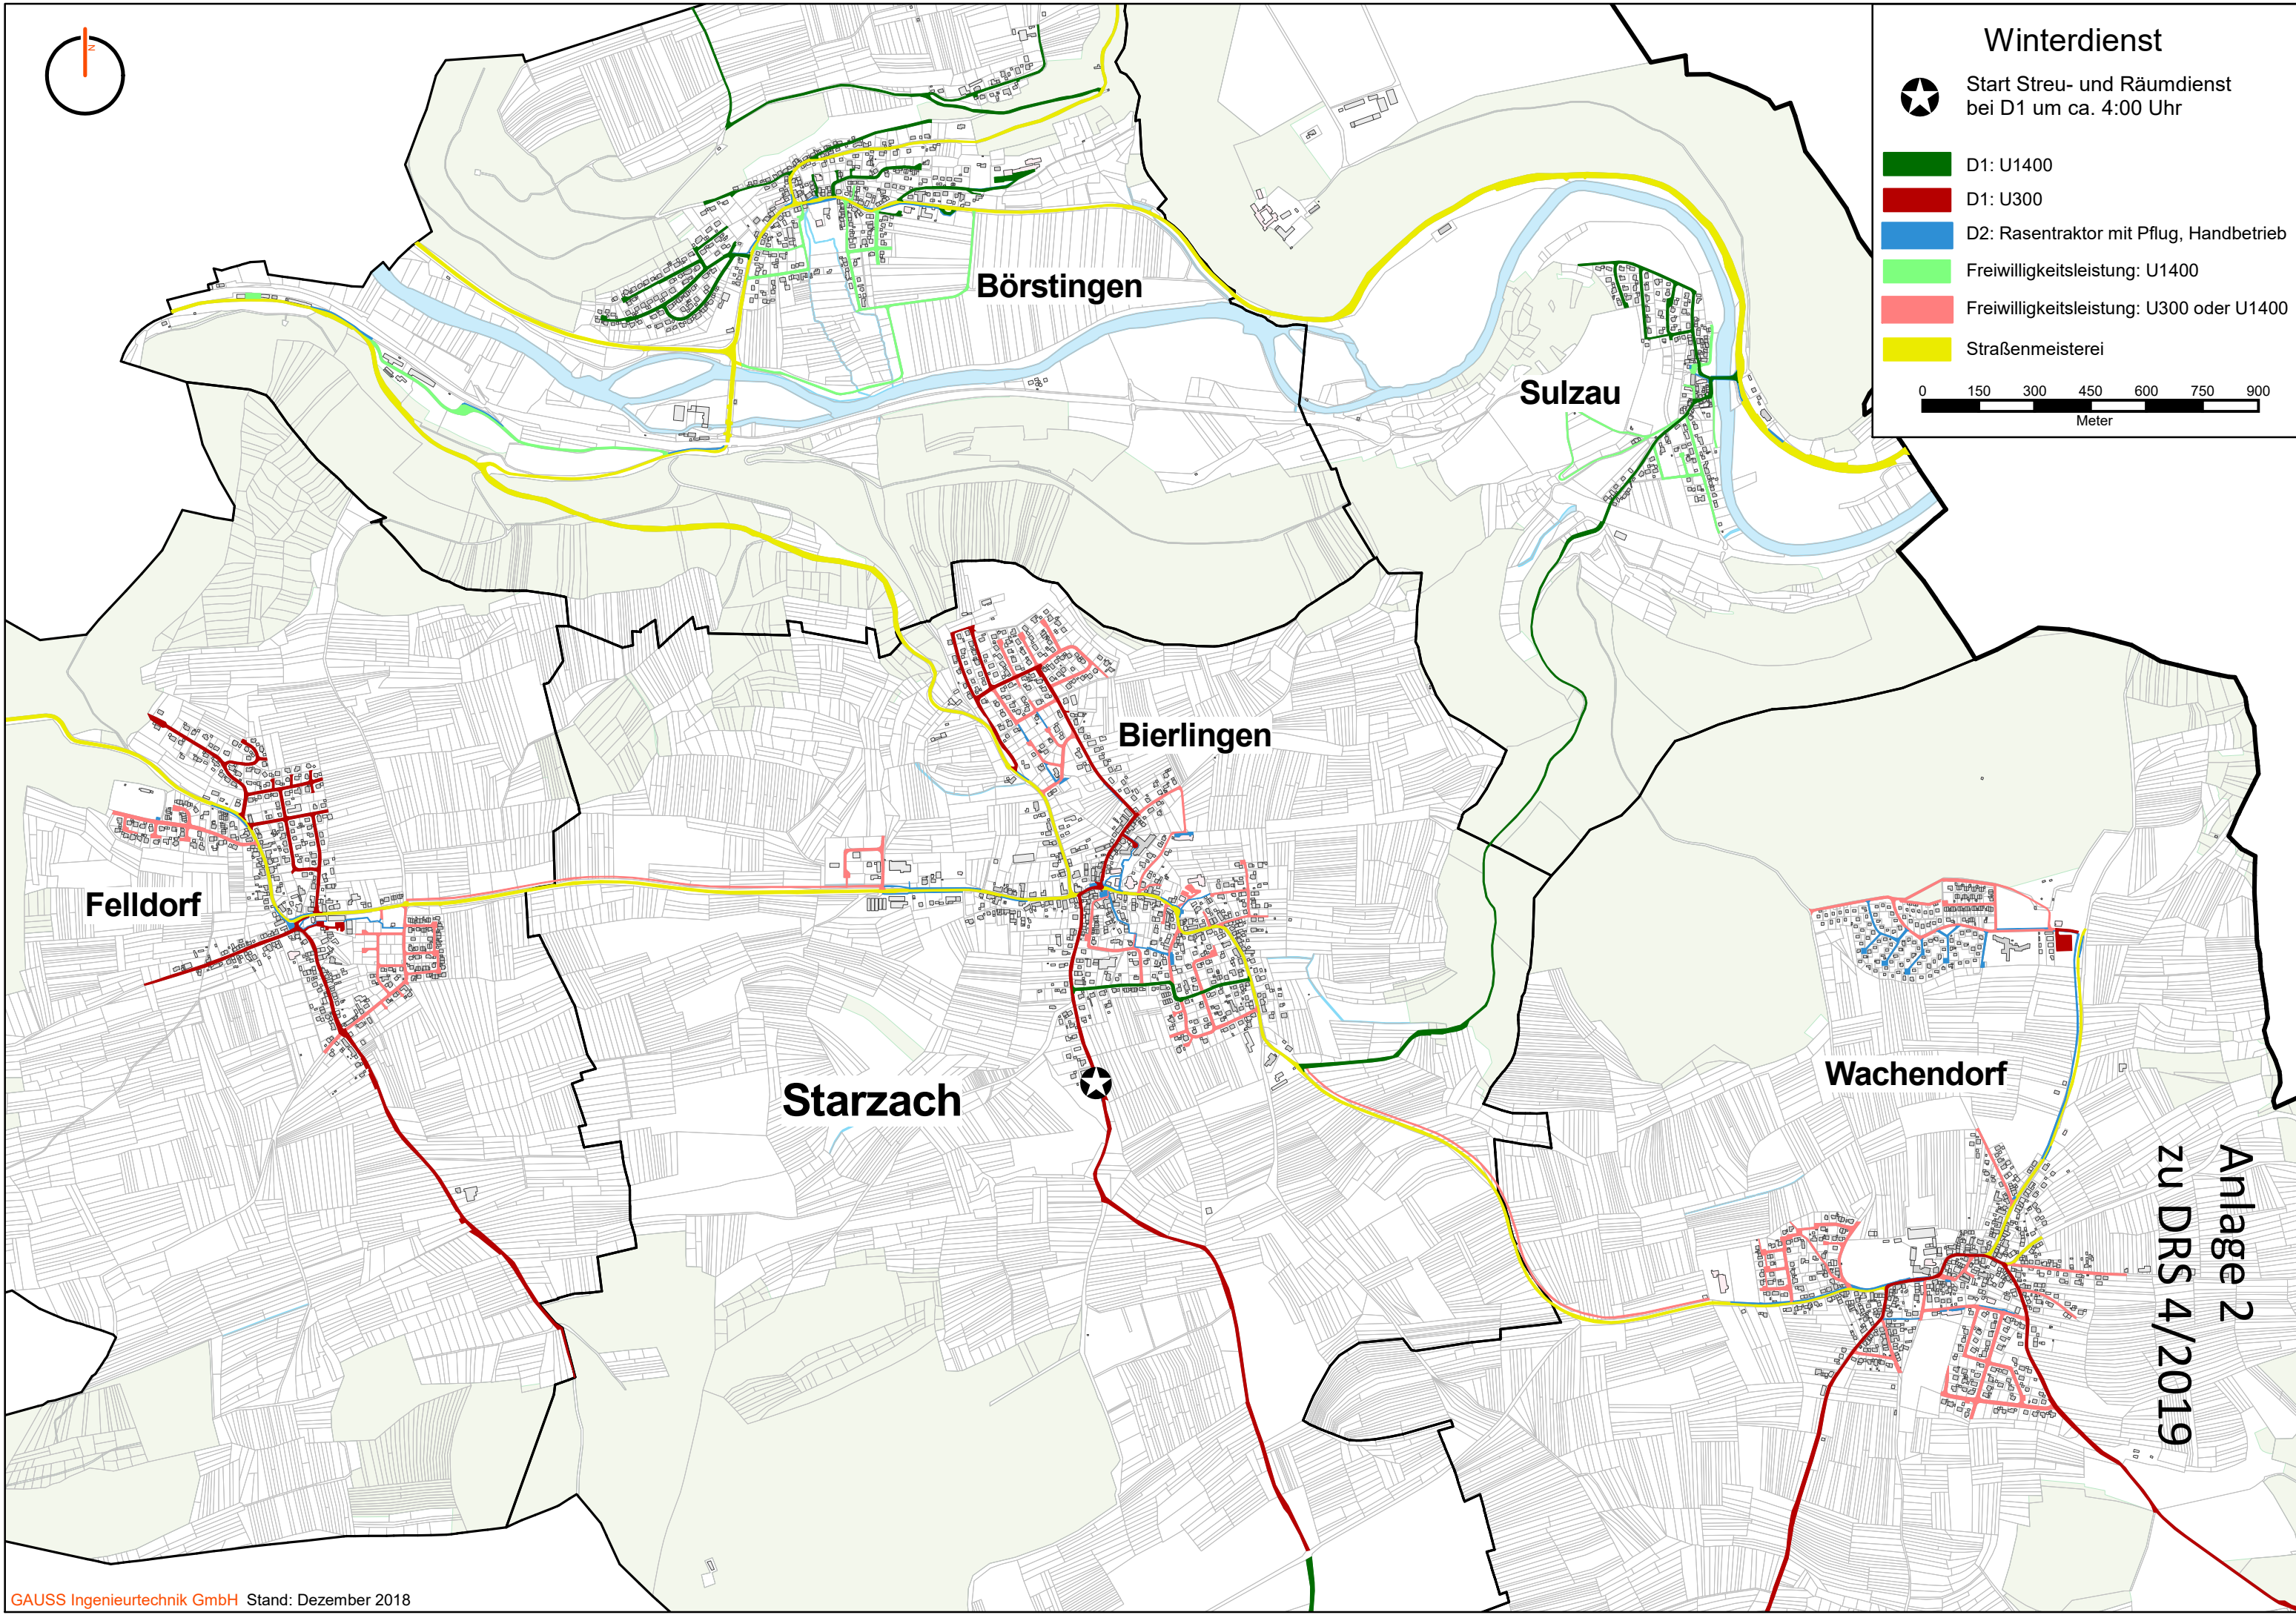 N
Winterdienst
Start Streu- und Räumdienst
bei D1 um ca. 4:00 Uhr
D1: U1400
D1: U300
D2: Rasentraktor mit Pflug, Handbetrieb
Freiwilligkeitsleistung: U1400
Freiwilligkeitsleistung: U300 oder U1400
Straßenmeisterei
0 150 300 450 600 750 900
Meter
Börstingen
Sulzau
Bierlingen
Felldorf
Starzach
Wachendorf
Anlage 2
zu DRS 4/2019
GAUSS Ingenieurtechnik GmbH Stand: Dezember 2018